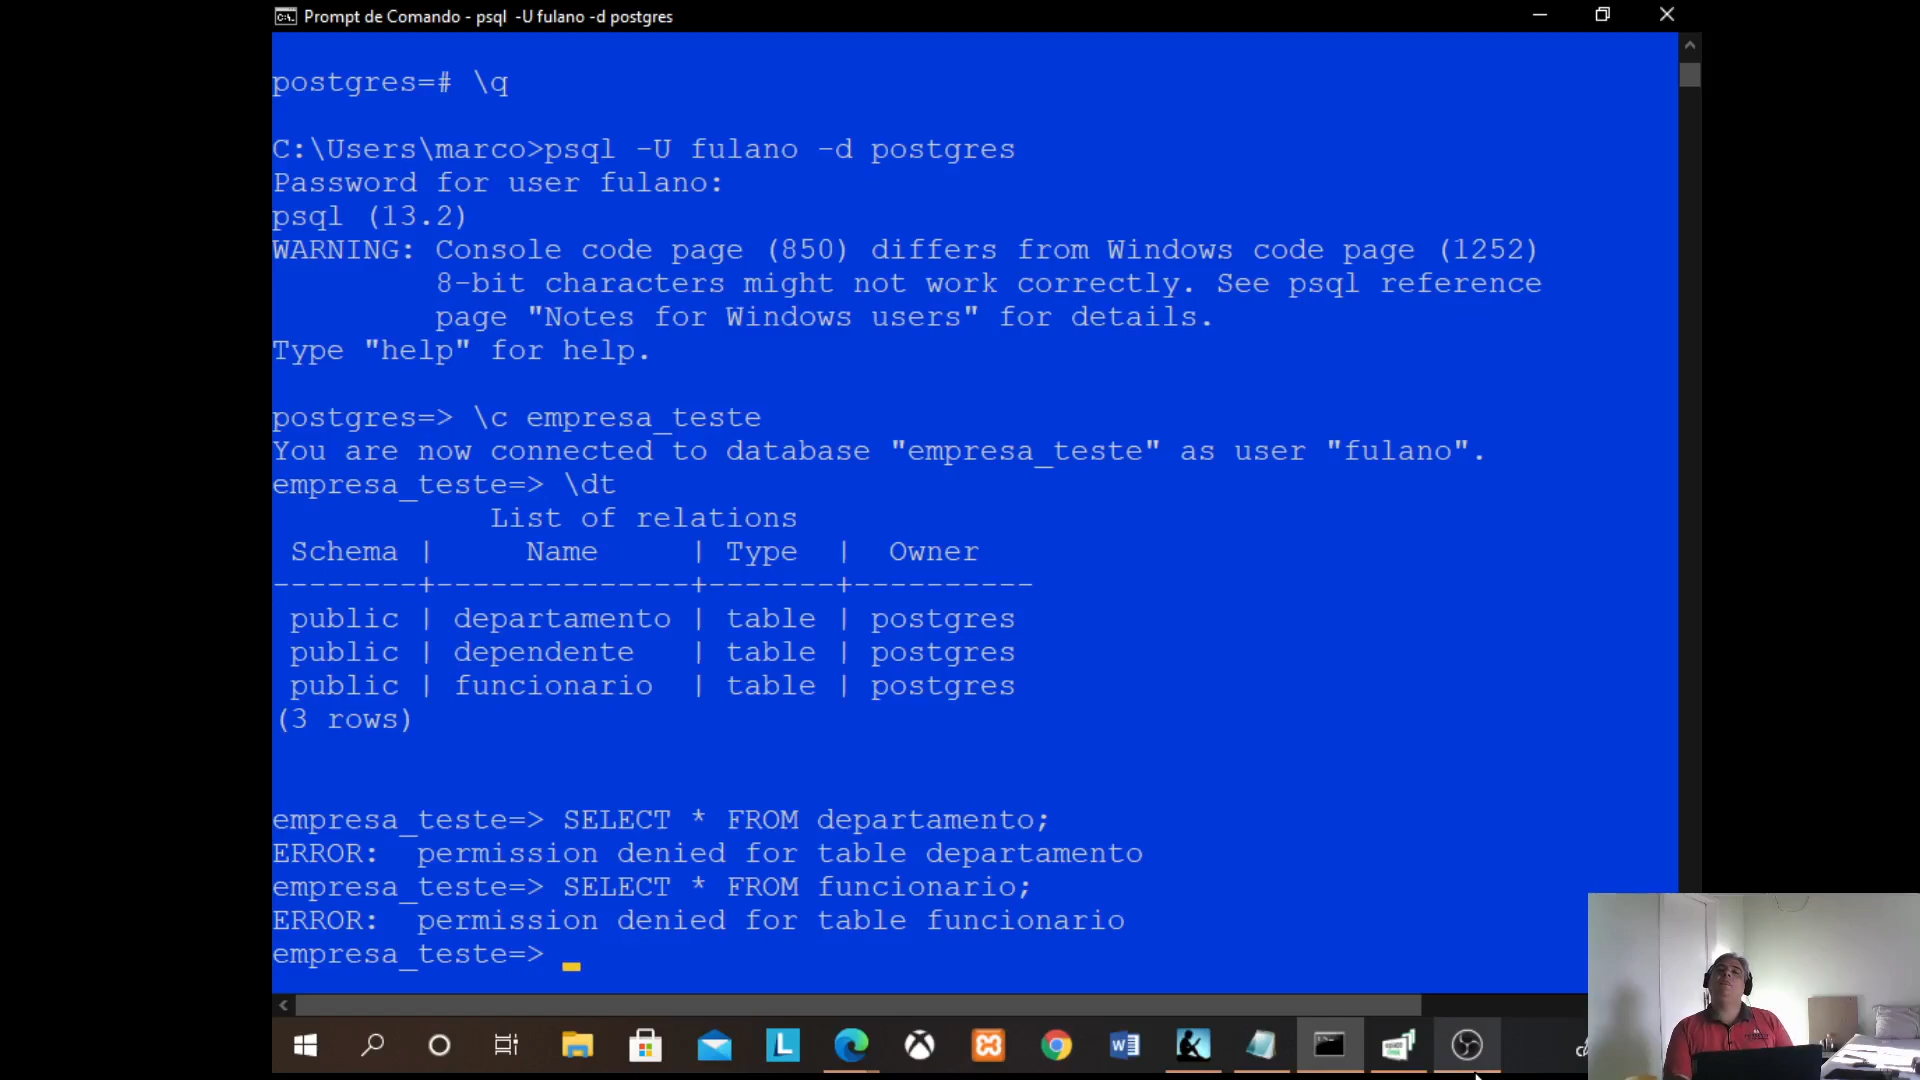 Prompt de Comando - psql  -U fulano -d postgres
postgres=# \q
C:\Users\marco>psql -U fulano -d postgres
Password for user fulano:
psql (13.2)
WARNING: Console code page (850) differs from Windows code page (1252)
         8-bit characters might not work correctly. See psql reference
         page "Notes for Windows users" for details.
Type "help" for help.
postgres=> \c empresa_teste
You are now connected to database "empresa_teste" as user "fulano".
empresa_teste=> \dt
            List of relations
 Schema |     Name     | Type  |  Owner
--------+--------------+-------+----------
 public | departamento | table | postgres
 public | dependente   | table | postgres
 public | funcionario  | table | postgres
(3 rows)
empresa_teste=> SELECT * FROM departamento;
ERROR:  permission denied for table departamento
empresa_teste=> SELECT * FROM funcionario;
ERROR:  permission denied for table funcionario
empresa_teste=>